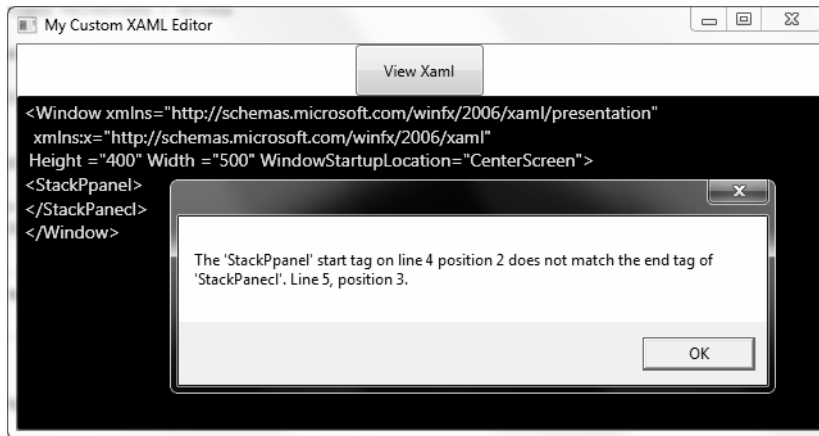 My Custom XAML Editor
View Xaml
<Window xmlns="http://schemas.microsoft.com/winfx/2006/xaml/presentation"
xmlns:x="http://schemas.microsoft.com/winfx/2006/xaml"
Height ="400" Width ="500" WindowStartupLocation="CenterScreen">
<StackPpanel>
</StackPanecl>
</Window>
The 'StackPpanel' start tag on line 4 position 2 does not match the end tag of
'StackPanecl'. Line 5, position 3.
OK